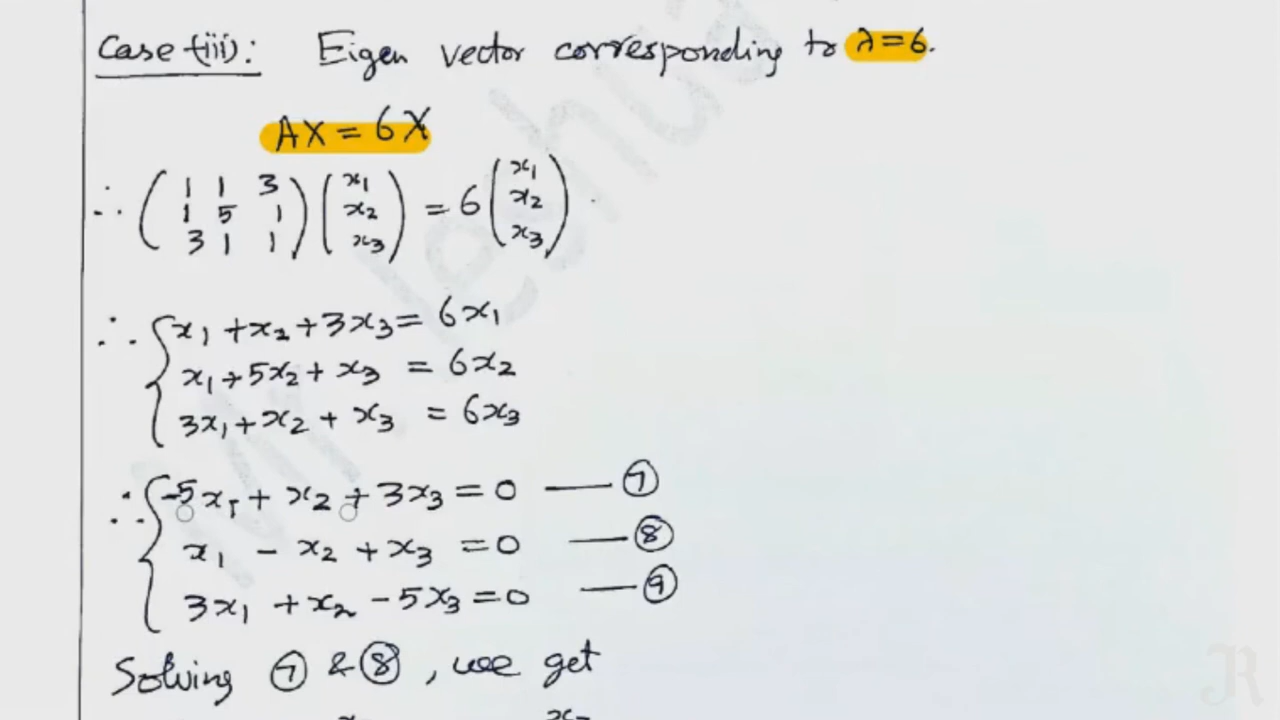 Case (iii): Eigen vector corresponding to λ=6.
AX = 6X
∴ ( 1 1 3 ) ( x₁ ) = 6 ( x₁ )
( 1 5 1 ) ( x₂ ) ( x₂ )
( 3 1 1 ) ( x₃ ) ( x₃ )
∴ { x₁ + x₂ + 3x₃ = 6x₁
x₁ + 5x₂ + x₃ = 6x₂
3x₁ + x₂ + x₃ = 6x₃
∴ { -5x₁ + x₂ + 3x₃ = 0 — ⑦
x₁ - x₂ + x₃ = 0 — ⑧
3x₁ + x₂ - 5x₃ = 0 — ⑨
Solving ⑦ & ⑧, we get